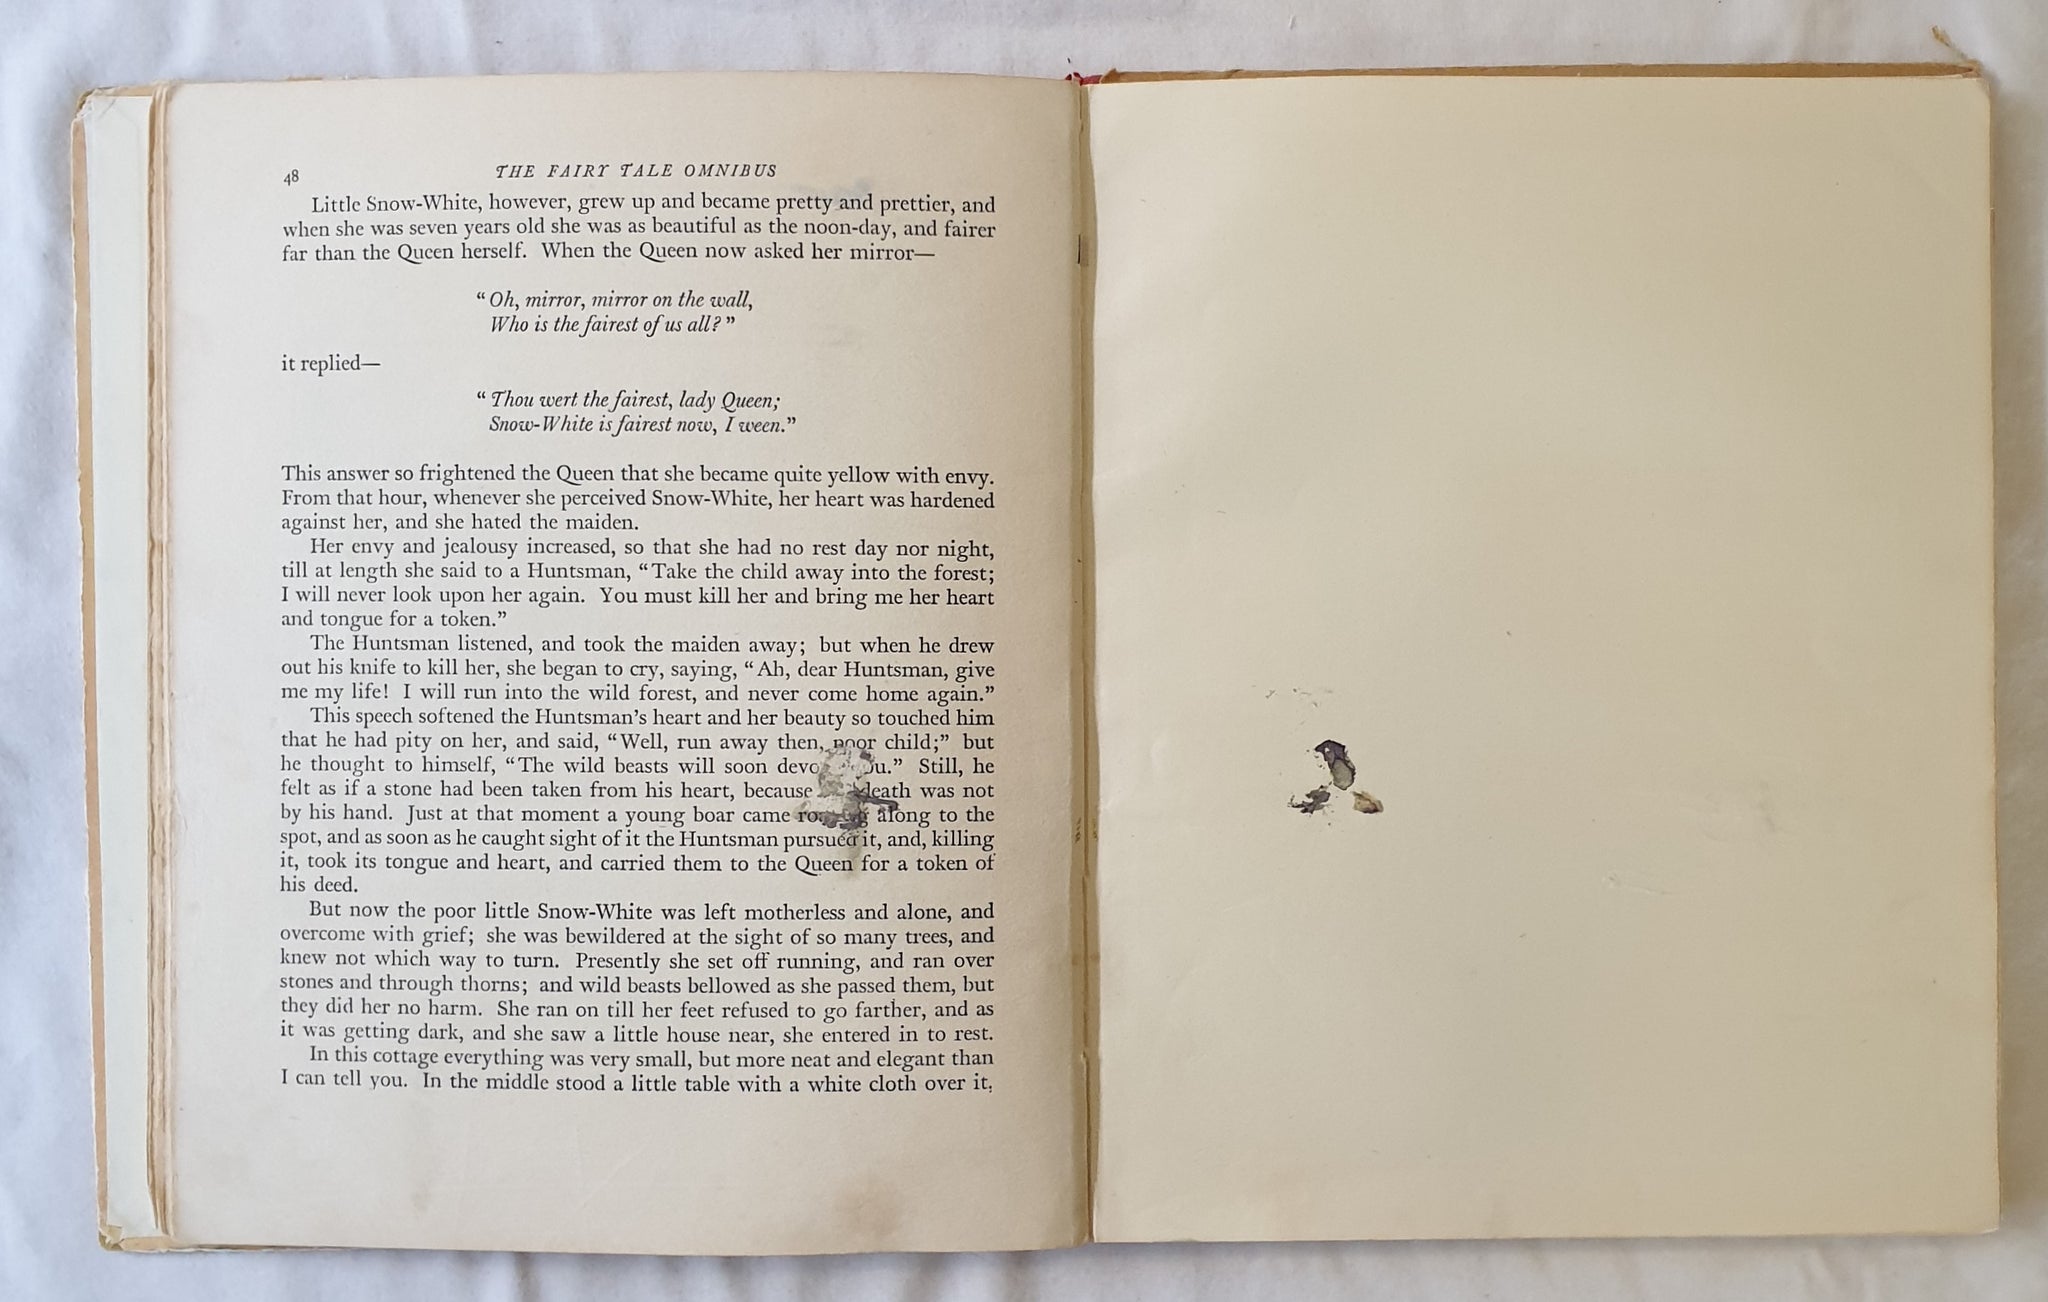 48
THE FAIRY TALE OMNIBUS
Little Snow-White, however, grew up and became pretty and prettier, and
when she was seven years old she was as beautiful as the noon-day, and fairer
far than the Queen herself. When the Queen now asked her mirror—
“Oh, mirror, mirror on the wall,
Who is the fairest of us all?”
it replied—
“Thou wert the fairest, lady Queen;
Snow-White is fairest now, I ween.”
This answer so frightened the Queen that she became quite yellow with envy.
From that hour, whenever she perceived Snow-White, her heart was hardened
against her, and she hated the maiden.
Her envy and jealousy increased, so that she had no rest day nor night,
till at length she said to a Huntsman, “Take the child away into the forest;
I will never look upon her again. You must kill her and bring me her heart
and tongue for a token.”
The Huntsman listened, and took the maiden away; but when he drew
out his knife to kill her, she began to cry, saying, “Ah, dear Huntsman, give
me my life! I will run into the wild forest, and never come home again.”
This speech softened the Huntsman’s heart and her beauty so touched him
that he had pity on her, and said, “Well, run away then, poor child;” but
he thought to himself, “The wild beasts will soon Still, he
felt as if a stone had been taken from his heart, because death was not
by his hand. Just at that moment a young boar came along to the
spot, and as soon as he caught sight of it the Huntsman pursued it, and, killing
it, took its tongue and heart, and carried them to the Queen for a token of
his deed.
But now the poor little Snow-White was left motherless and alone, and
overcome with grief; she was bewildered at the sight of so many trees, and
knew not which way to turn. Presently she set off running, and ran over
stones and through thorns; and wild beasts bellowed as she passed them, but
they did her no harm. She ran on till her feet refused to go farther, and as
it was getting dark, and she saw a little house near, she entered in to rest.
In this cottage everything was very small, but more neat and elegant than
I can tell you. In the middle stood a little table with a white cloth over it,